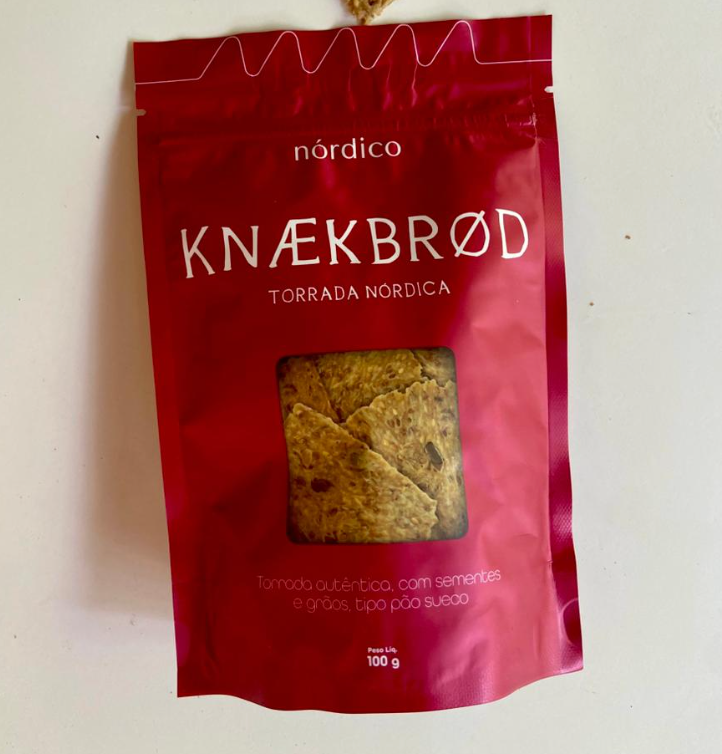 nórdico
KNÆKBRØD
TORRADA NÓRDICA
Torrada autêntica, com sementes
e grãos, tipo pão sueco
Peso Líq.
100 g